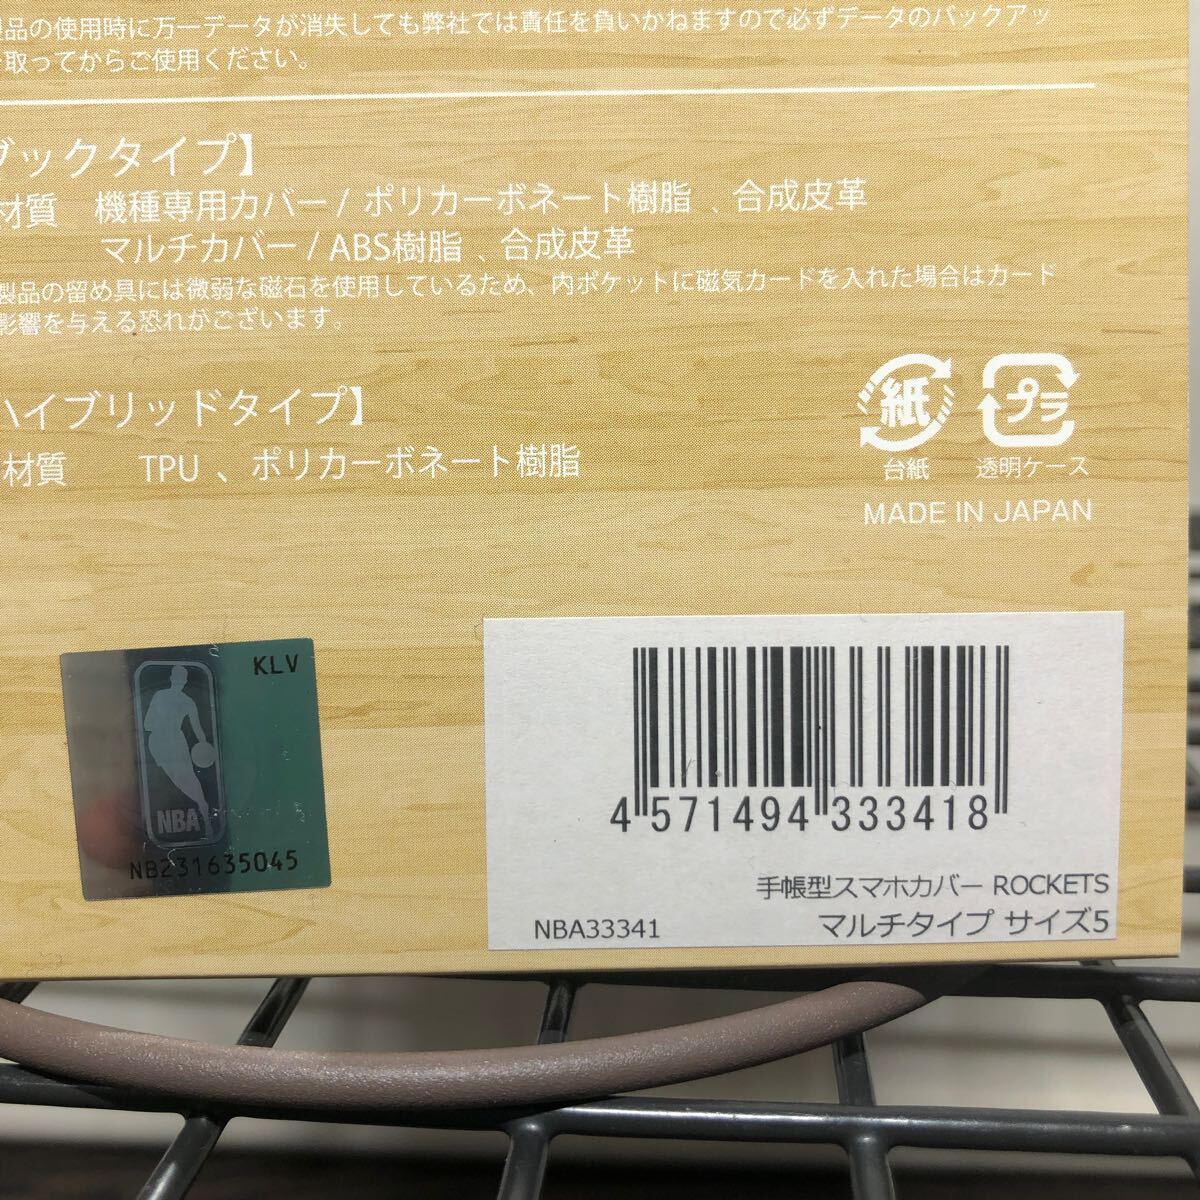 製品の使用時に万一データが消失しても弊社では責任を負いかねますので必ずデータのバックアッ
取ってからご使用ください。
ブックタイプ】
材質 機種専用カバー / ポリカーボネート樹脂 、合成皮革
マルチカバー / ABS樹脂 、合成皮革
製品の留め具には微弱な磁石を使用しているため、内ポケットに磁気カードを入れた場合はカード
影響を与える恐れがございます。
ハイブリッドタイプ】
材質 TPU 、ポリカーボネート樹脂
紙
プラ
台紙
透明ケース
MADE IN JAPAN
KLV
NBA
NB231635045
4 571494 333418
手帳型スマホカバー ROCKETS
NBA33341 マルチタイプ サイズ5